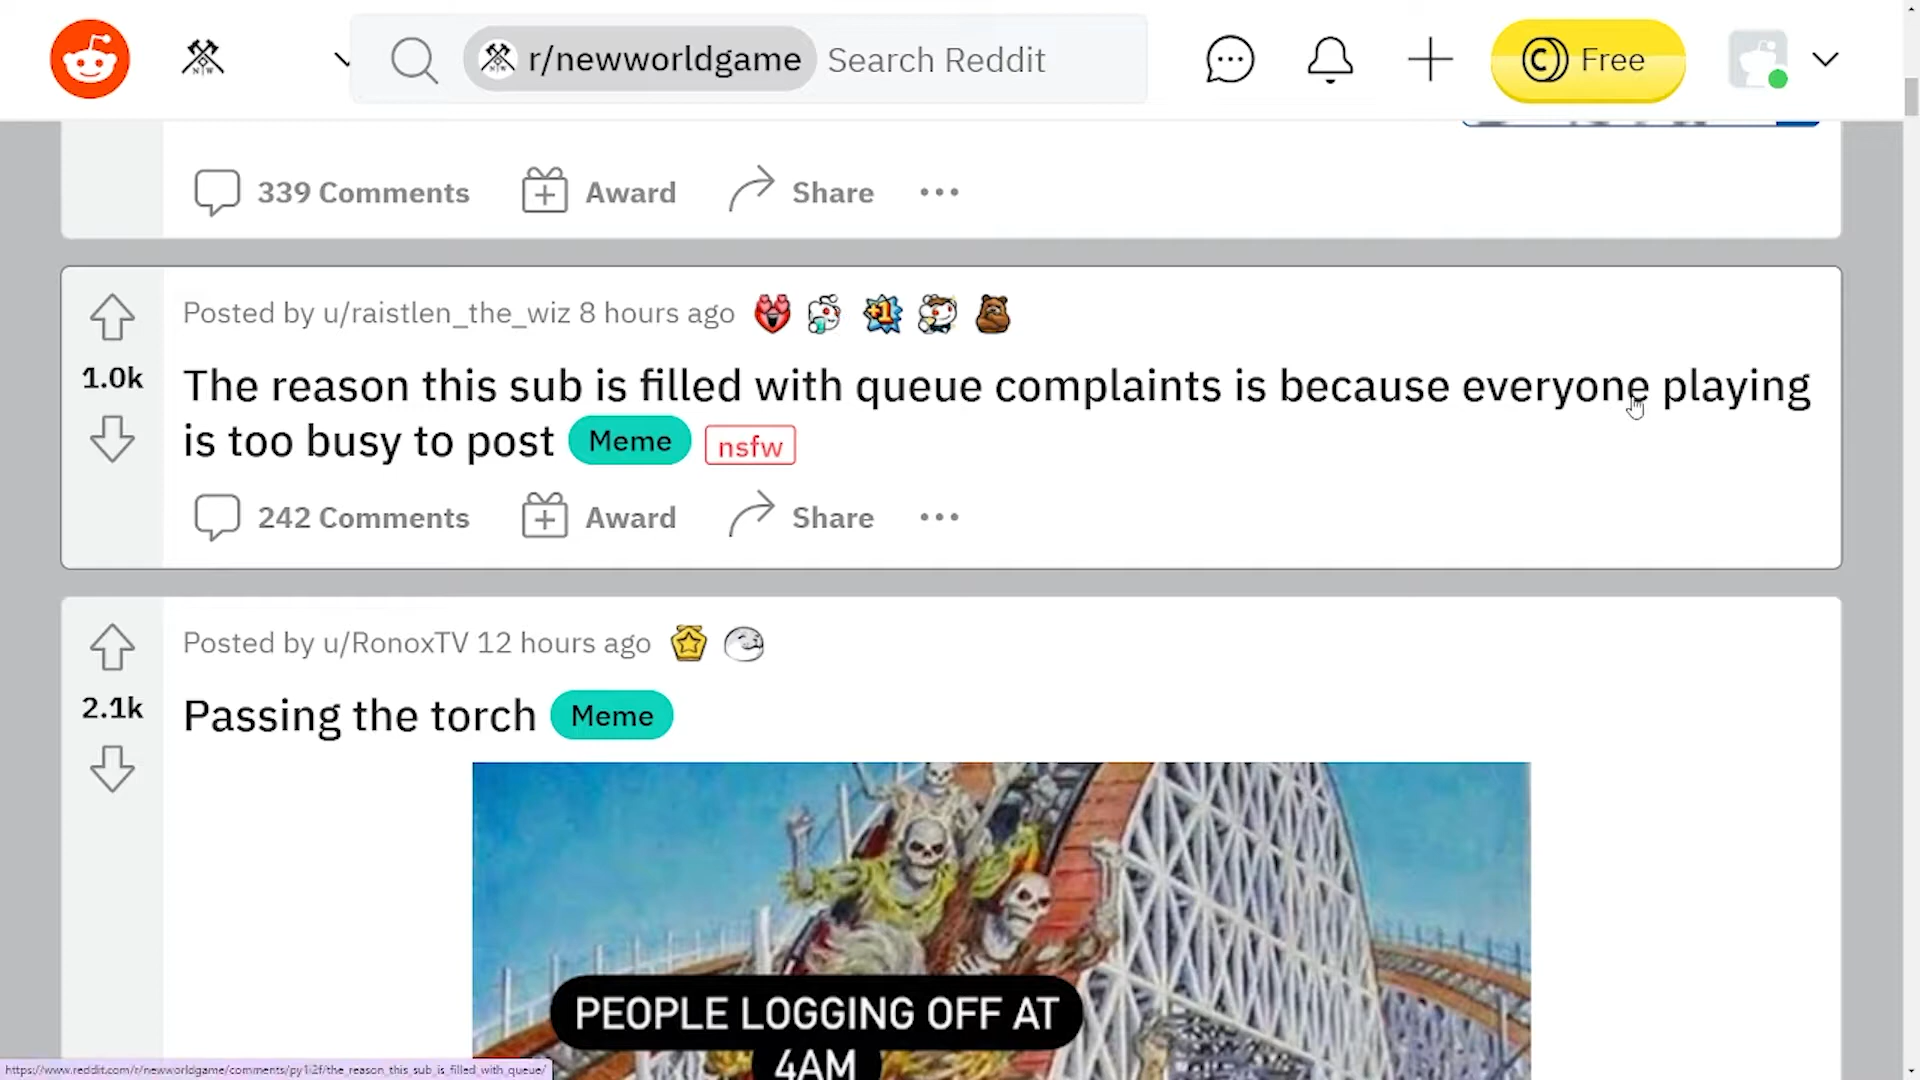 r/newworldgame Search Reddit Free
339 Comments Award Share
Posted by u/raistlen_the_wiz 8 hours ago
1.0k
The reason this sub is filled with queue complaints is because everyone playing
is too busy to post Meme nsfw
242 Comments Award Share
Posted by u/RonoxTV 12 hours ago
2.1k
Passing the torch Meme
PEOPLE LOGGING OFF AT
4AM